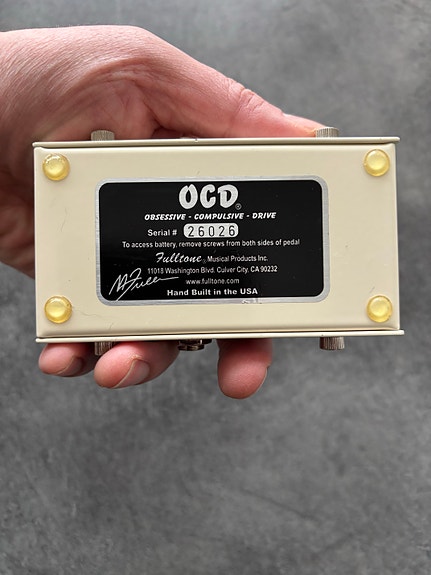 OCD®
OBSESSIVE - COMPULSIVE - DRIVE
Serial # 26026
To access battery, remove screws from both sides of pedal
Fulltone® Musical Products Inc.
11018 Washington Blvd. Culver City, CA 90232
www.fulltone.com
Hand Built in the USA